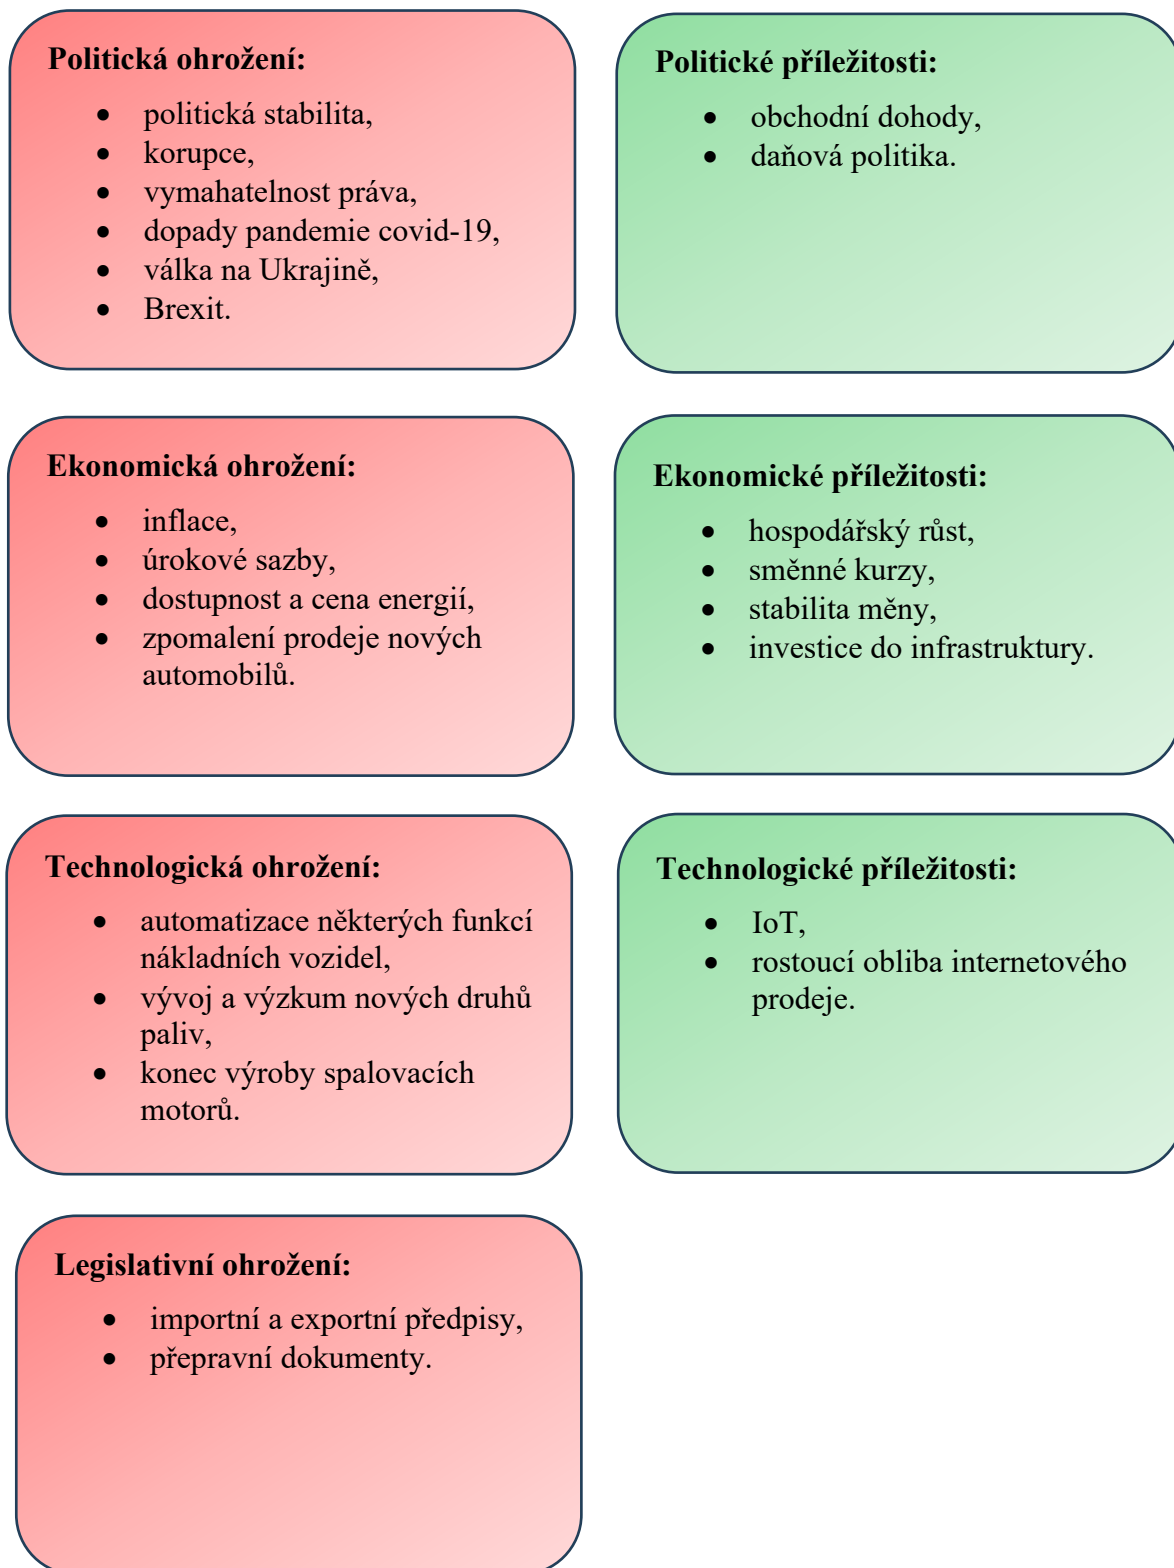 Politická ohrožení:
• politická stabilita,
• korupce,
• vymahatelnost práva,
• dopady pandemie covid-19,
• válka na Ukrajině,
• Brexit.
Politické příležitosti:
• obchodní dohody,
• daňová politika.
Ekonomická ohrožení:
• inflace,
• úrokové sazby,
• dostupnost a cena energií,
• zpomalení prodeje nových
automobilů.
Ekonomické příležitosti:
• hospodářský růst,
• směnné kurzy,
• stabilita měny,
• investice do infrastruktury.
Technologická ohrožení:
• automatizace některých funkcí
nákladních vozidel,
• vývoj a výzkum nových druhů
paliv,
• konec výroby spalovacích
motorů.
Technologické příležitosti:
• IoT,
• rostoucí obliba internetového
prodeje.
Legislativní ohrožení:
• importní a exportní předpisy,
• přepravní dokumenty.